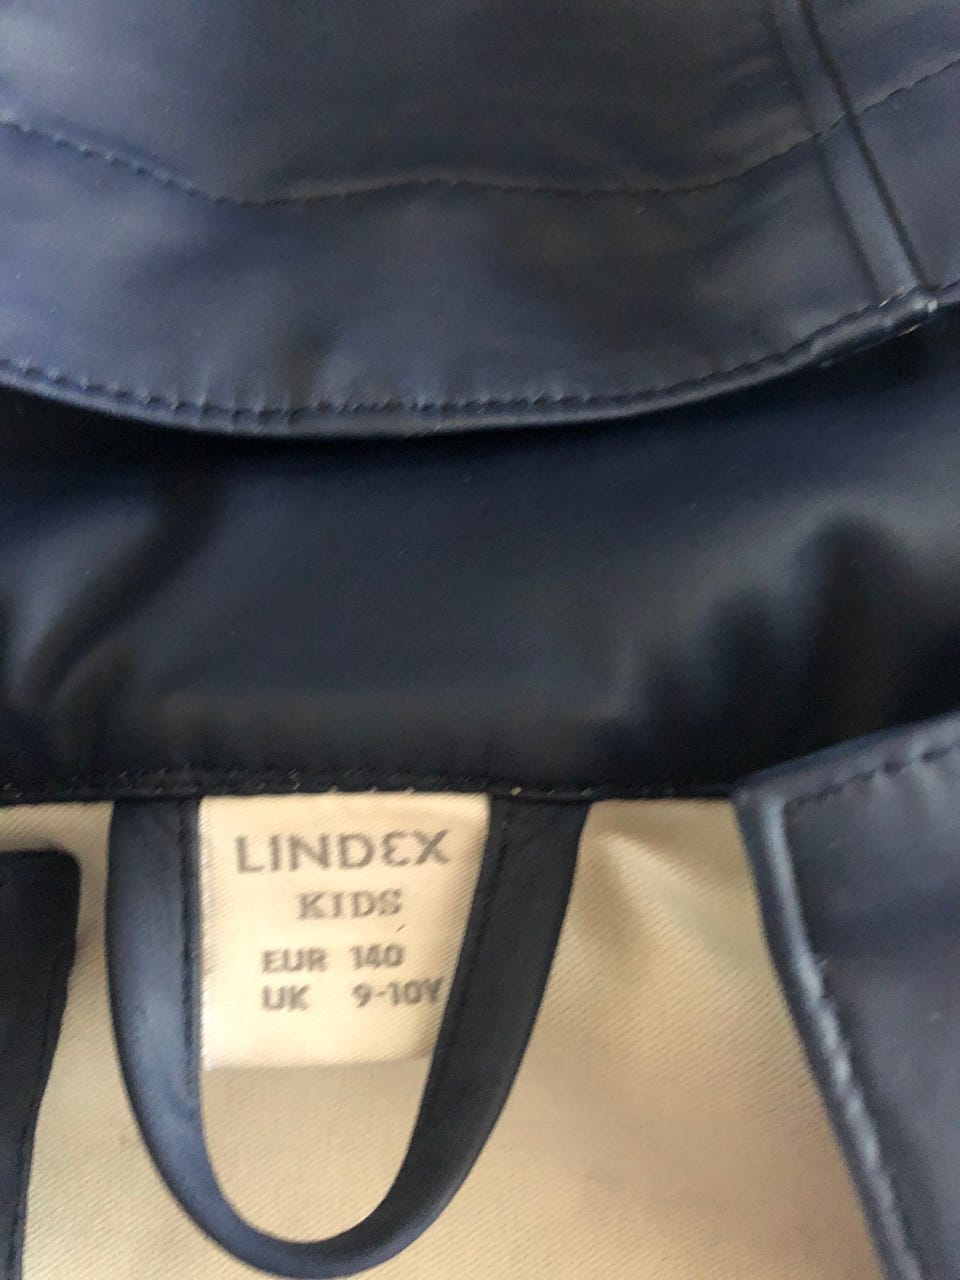 LINDEX
KIDS
EUR 140
UK 9-10Y